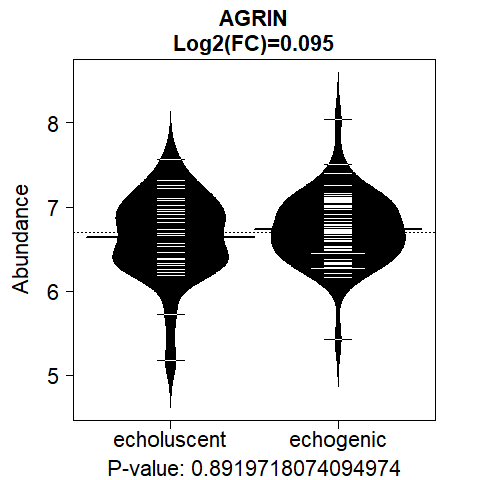 AGRIN
Log2(FC)=0.095
Abundance
8
7
6
5
echoluscent echogenic
P-value: 0.8919718074094974